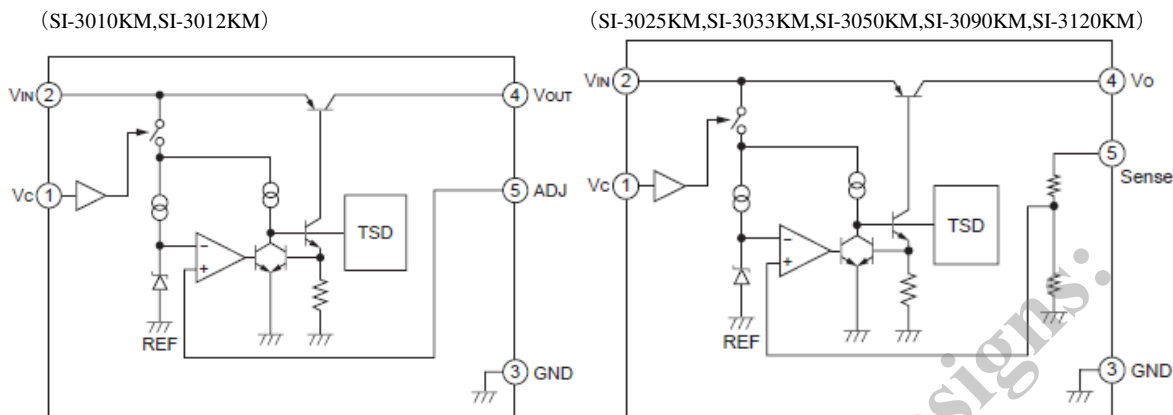 （SI-3010KM,SI-3012KM）
VIN 2
4 VOUT
VC 1
5 ADJ
TSD
−
+
REF
3 GND
（SI-3025KM,SI-3033KM,SI-3050KM,SI-3090KM,SI-3120KM）
VIN 2
4 Vo
5
Sense
VC 1
TSD
−
+
REF
3 GND
signs: